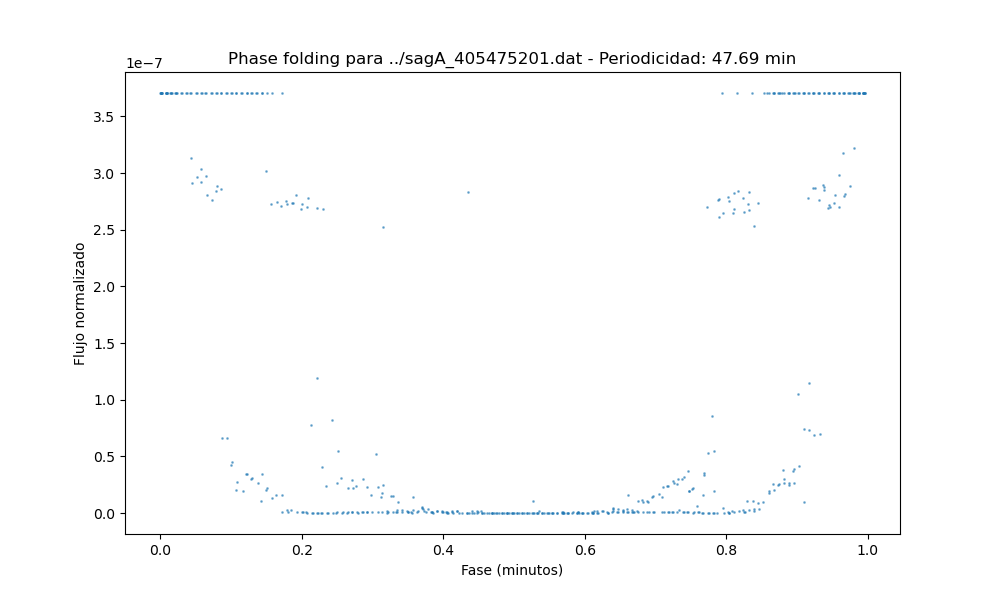 Phase folding para ../sagA_405475201.dat - Periodicidad: 47.69 min
1e−7
3.5
3.0
2.5
2.0
1.5
1.0
0.5
0.0
Flujo normalizado
0.0 0.2 0.4 0.6 0.8 1.0
Fase (minutos)